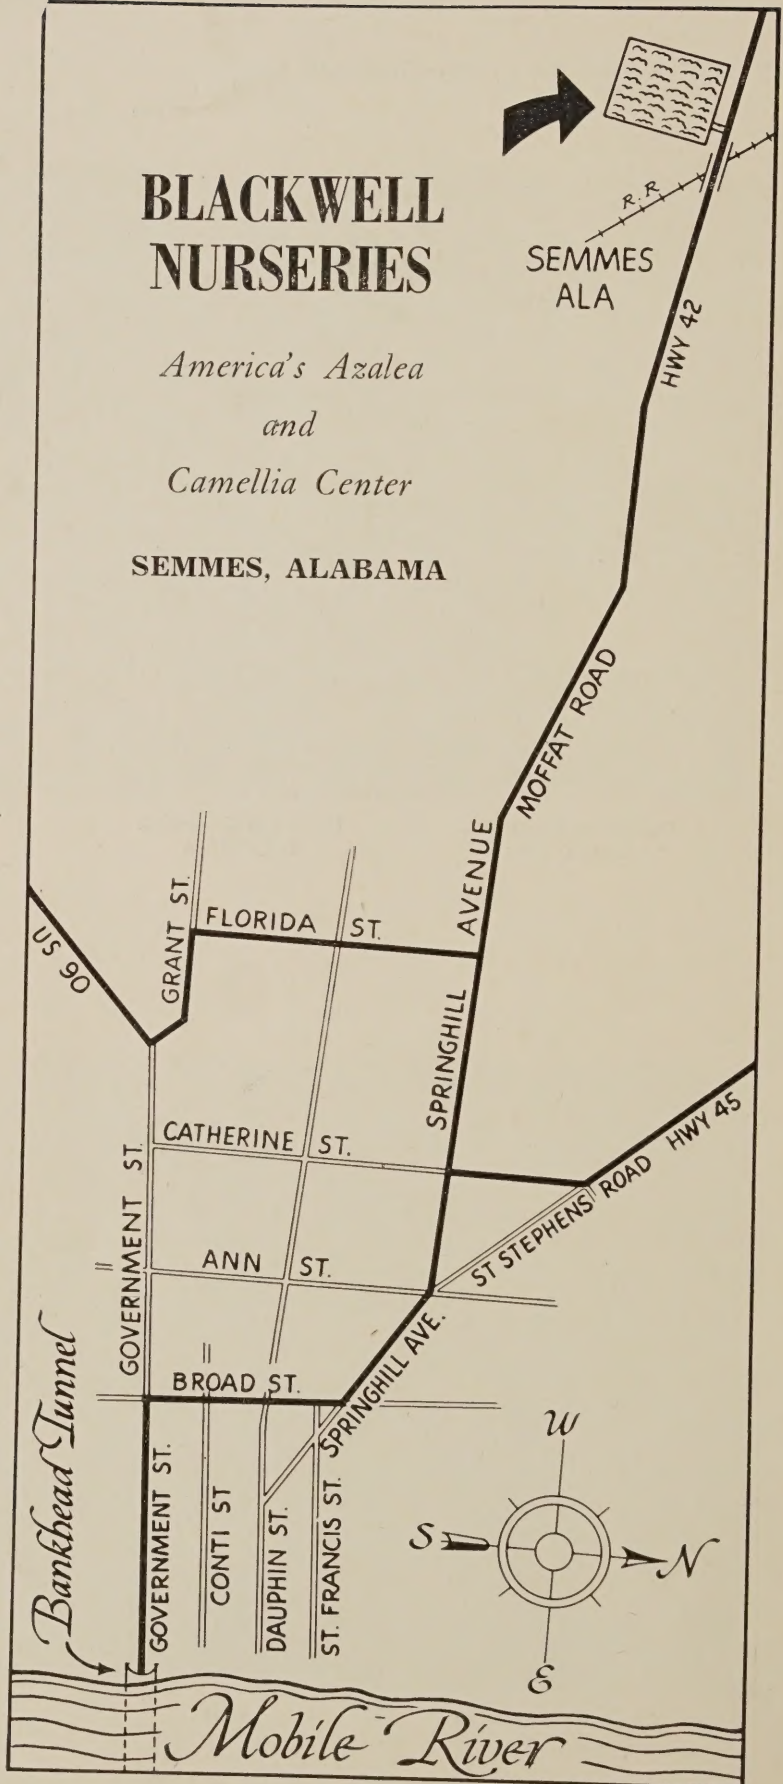 BLACKWELL
NURSERIES
America's Azalea
and
Camellia Center
SEMMES, ALABAMA
R. R.
SEMMES
ALA
HWY 42
MOFFAT ROAD
SPRINGHILL AVENUE
GRANT ST.
FLORIDA ST.
US 90
CATHERINE ST.
GOVERNMENT ST.
ST STEPHENS ROAD HWY 45
ANN ST.
SPRINGHILL AVE.
BROAD ST.
Bankhead Tunnel
GOVERNMENT ST.
CONTI ST
DAUPHIN ST.
ST. FRANCIS ST.
W
S
N
E
Mobile River